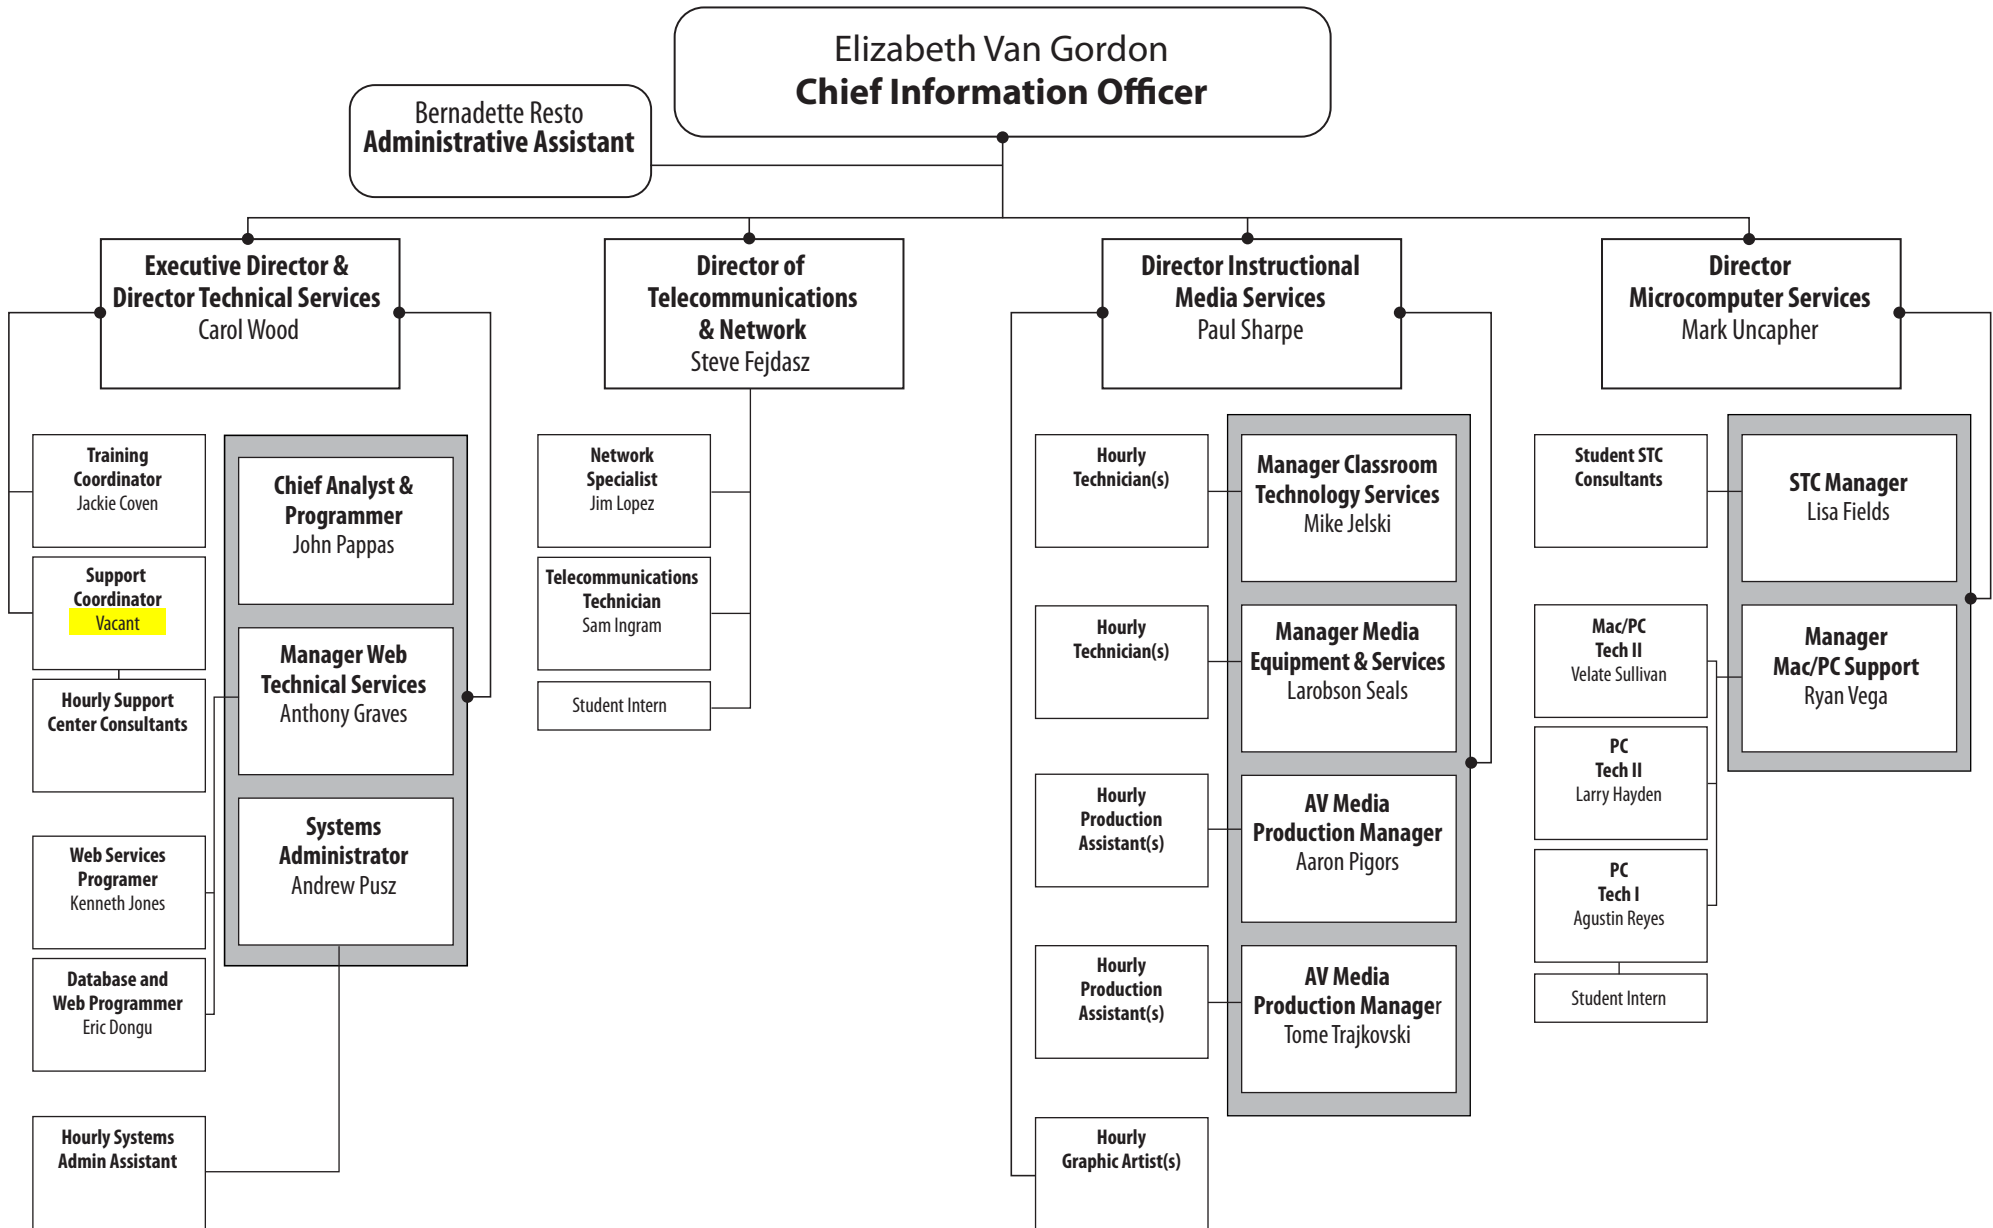 Elizabeth Van Gordon
Chief Information Officer
Bernadette Resto
Administrative Assistant
Executive Director &
Director Technical Services
Carol Wood
Director of
Telecommunications
& Network
Steve Fejdasz
Director Instructional
Media Services
Paul Sharpe
Director
Microcomputer Services
Mark Uncapher
Training
Coordinator
Jackie Coven
Support
Coordinator
Vacant
Hourly Support
Center Consultants
Web Services
Programer
Kenneth Jones
Database and
Web Programmer
Eric Dongu
Hourly Systems
Admin Assistant
Chief Analyst &
Programmer
John Pappas
Manager Web
Technical Services
Anthony Graves
Systems
Administrator
Andrew Pusz
Network
Specialist
Jim Lopez
Telecommunications
Technician
Sam Ingram
Student Intern
Hourly
Technician(s)
Hourly
Technician(s)
Hourly
Production
Assistant(s)
Hourly
Production
Assistant(s)
Hourly
Graphic Artist(s)
Manager Classroom
Technology Services
Mike Jelski
Manager Media
Equipment & Services
Larobson Seals
AV Media
Production Manager
Aaron Pigors
AV Media
Production Manager
Tome Trajkovski
Student STC
Consultants
Mac/PC
Tech II
Velate Sullivan
PC
Tech II
Larry Hayden
PC
Tech I
Agustin Reyes
Student Intern
STC Manager
Lisa Fields
Manager
Mac/PC Support
Ryan Vega